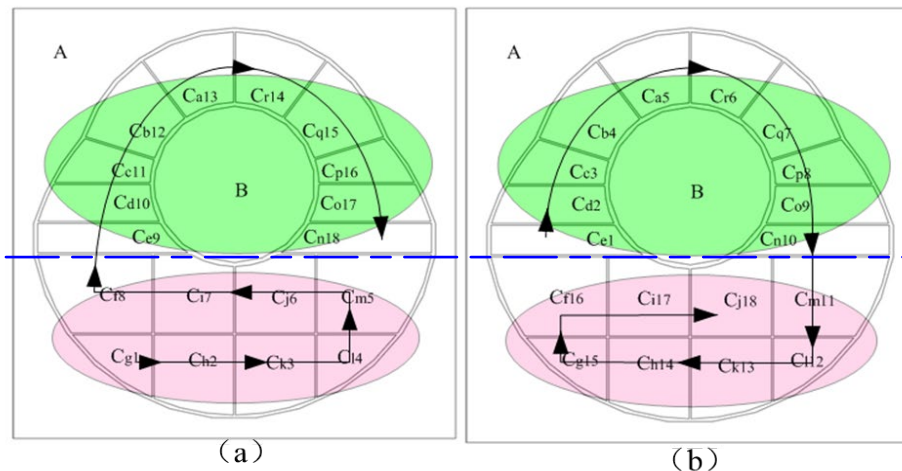 A
Ca13 Cr14
Cb12 Cq15
Cc11 Cp16
B
Cd10 Co17
Ce9 Cn18
Cf8 Ci7 Cj6 Cm5
Cg1 Ch2 Ck3 Cl4
(a)
A
Ca5 Cr6
Cb4 Cq7
Cc3 Cp8
B
Cd2 Co9
Ce1 Cn10
Cf16 Ci17 Cj18 Cm11
Cg15 Ch14 Ck13 Cl12
(b)